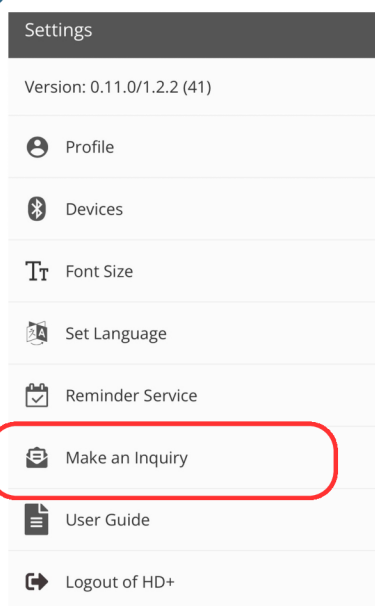 Settings
Version: 0.11.0/1.2.2 (41)
Profile
Devices
Font Size
Set Language
Reminder Service
Make an Inquiry
User Guide
Logout of HD+